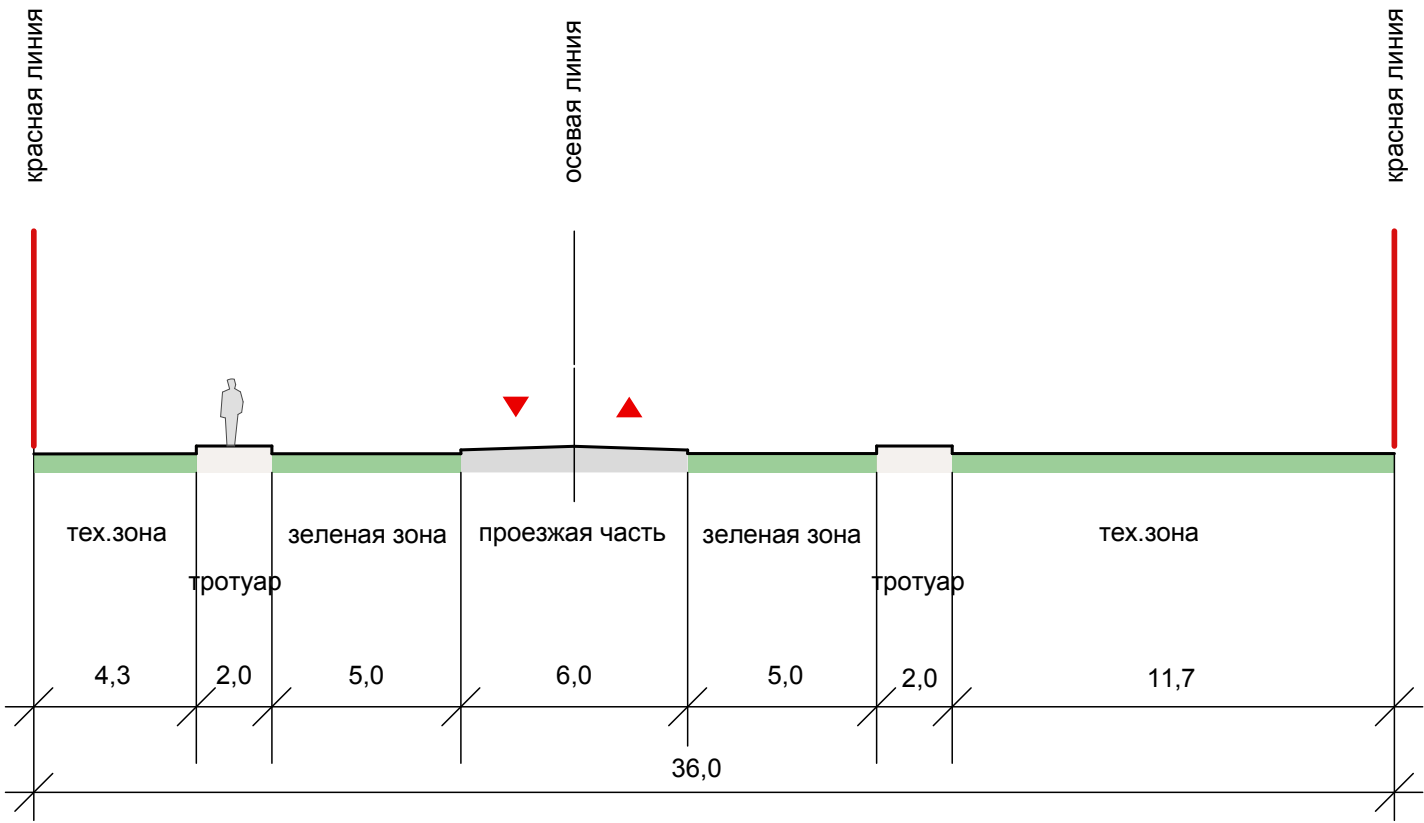 красная линия
осевая линия
красная линия
тех.зона
зеленая зона
проезжая часть
зеленая зона
тех.зона
тротуар
тротуар
4,3
2,0
5,0
6,0
5,0
2,0
11,7
36,0